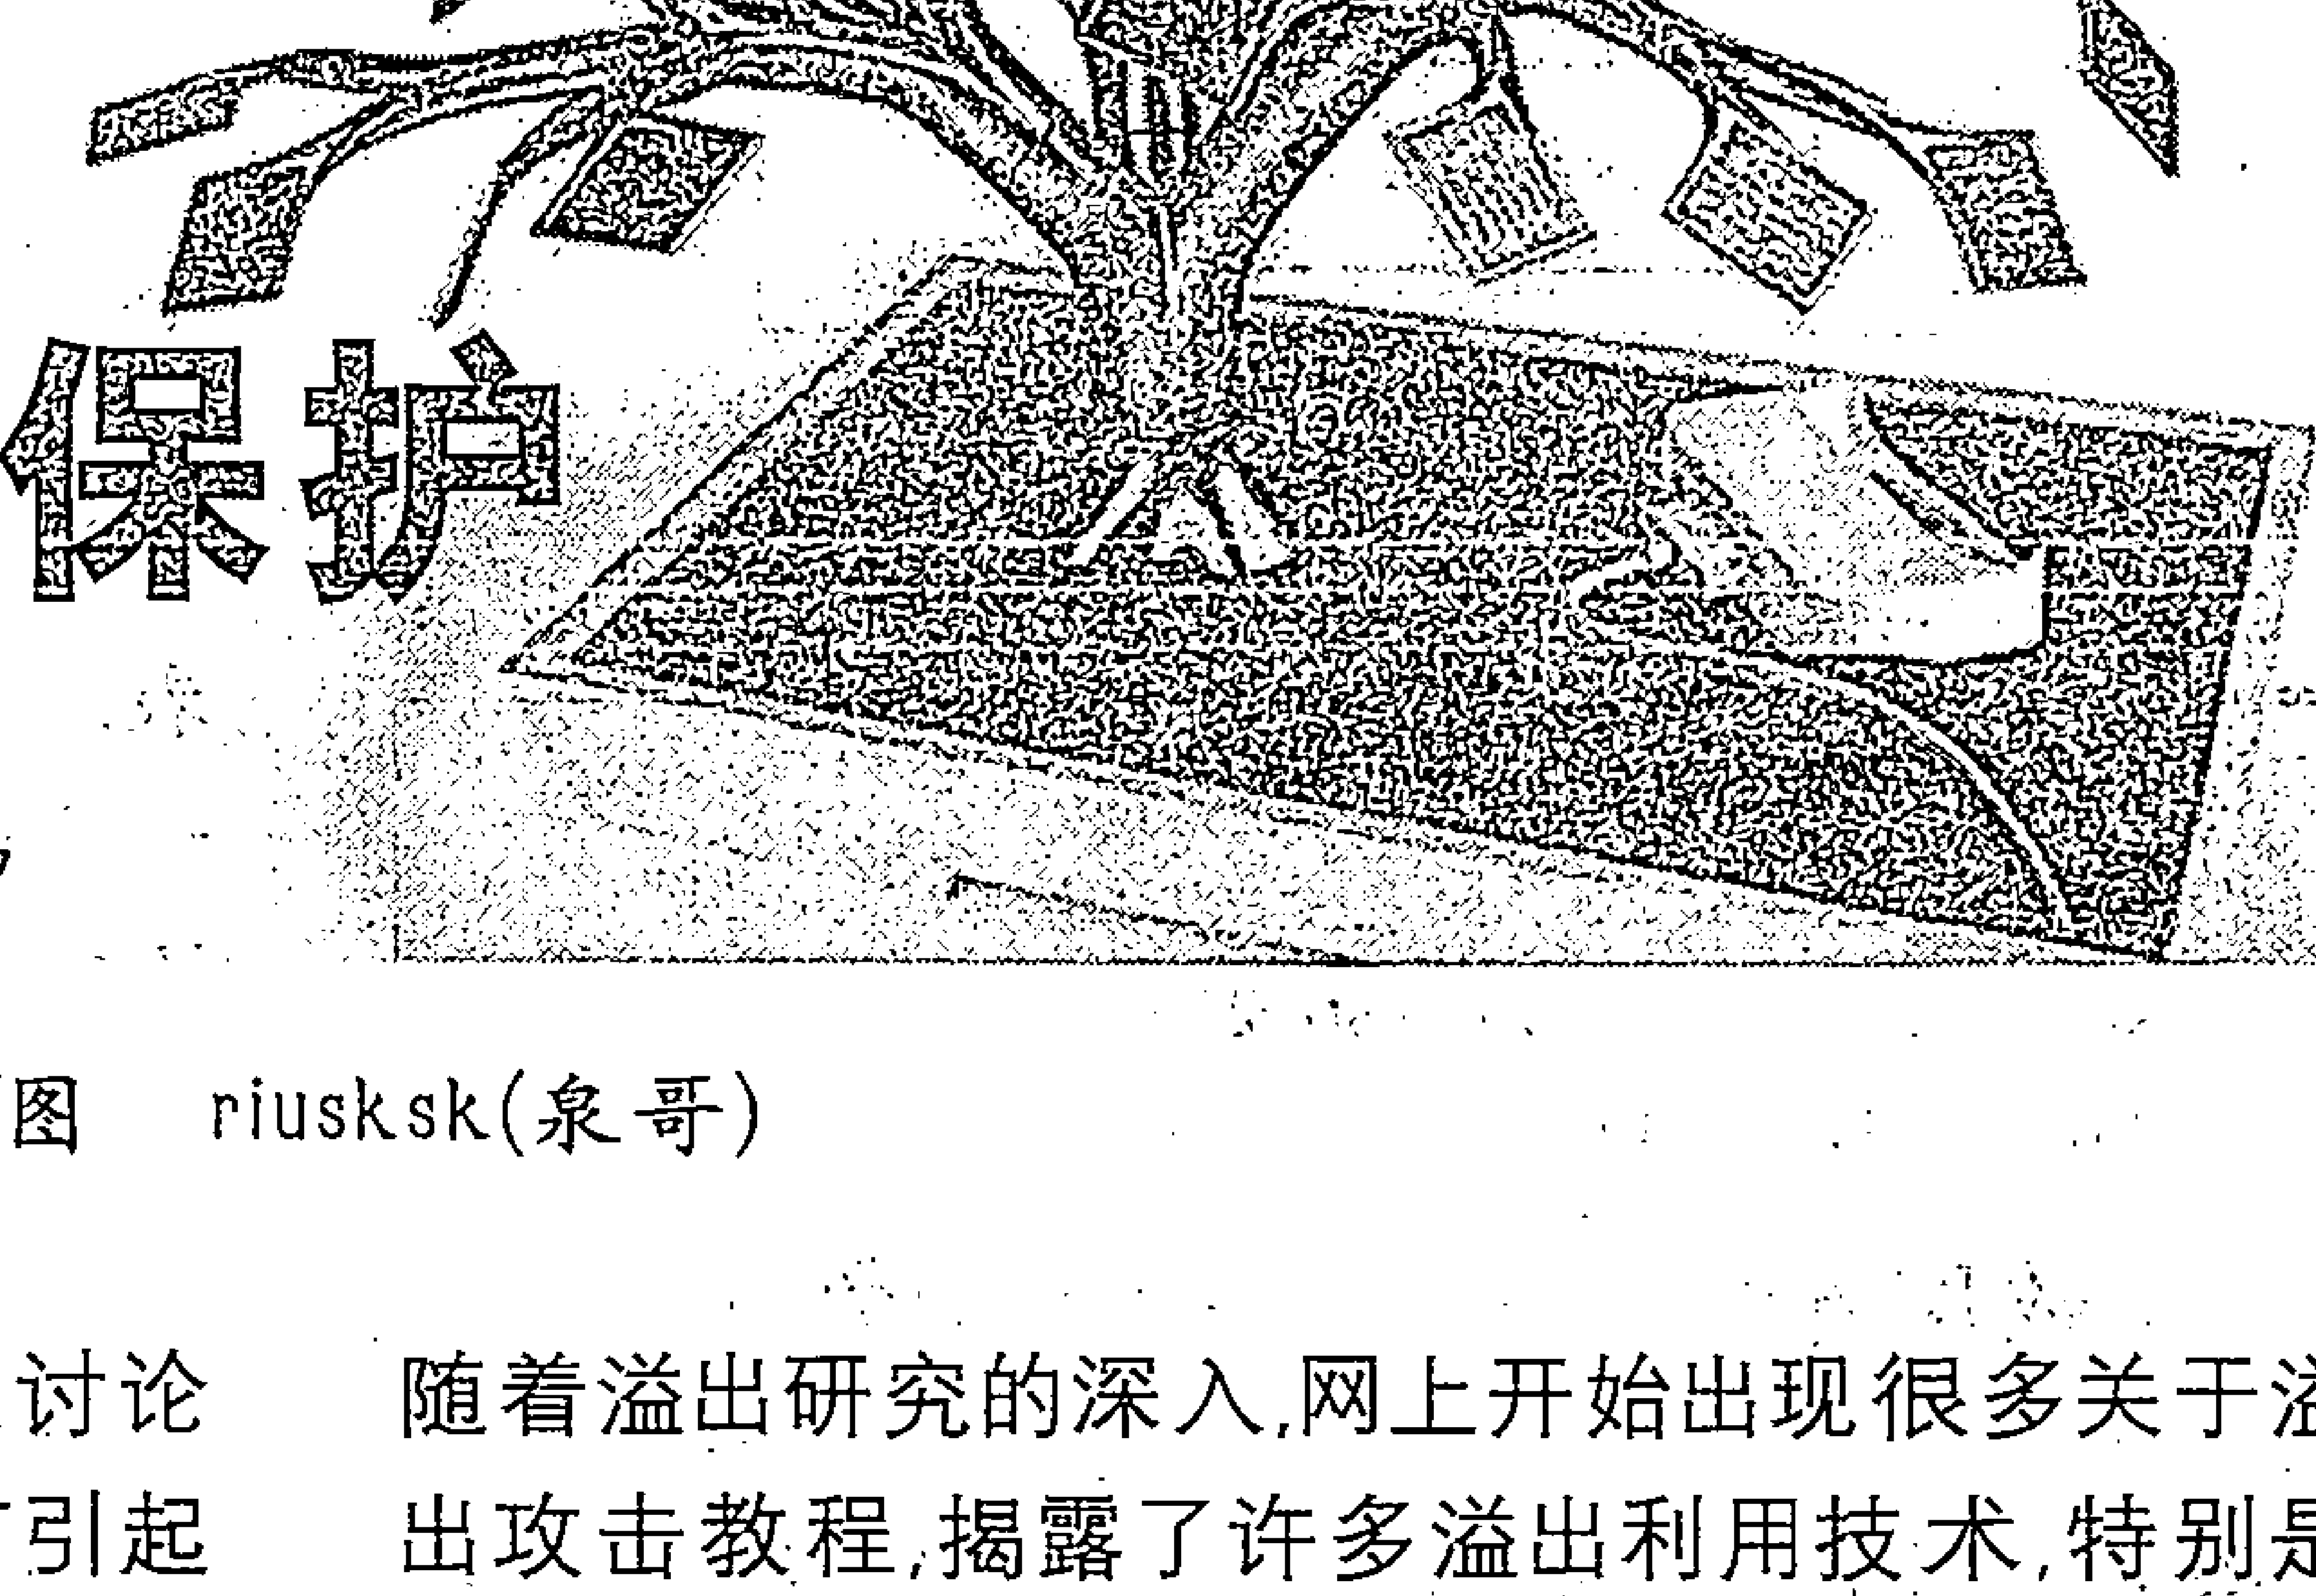 保护
图 riusksk(泉哥)
讨论
引起
随着溢出研究的深入,网上开始出现很多关于溢
出攻击教程,揭露了许多溢出利用技术,特别是